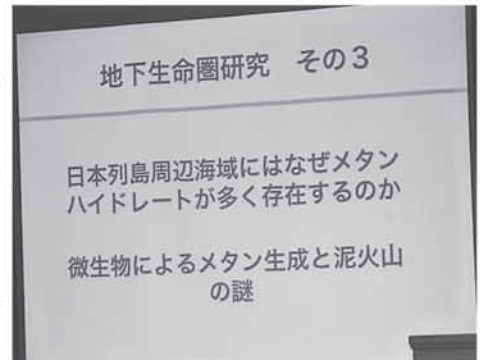 地下生命圏研究　その3
日本列島周辺海域にはなぜメタン
ハイドレートが多く存在するのか
微生物によるメタン生成と泥火山
の謎